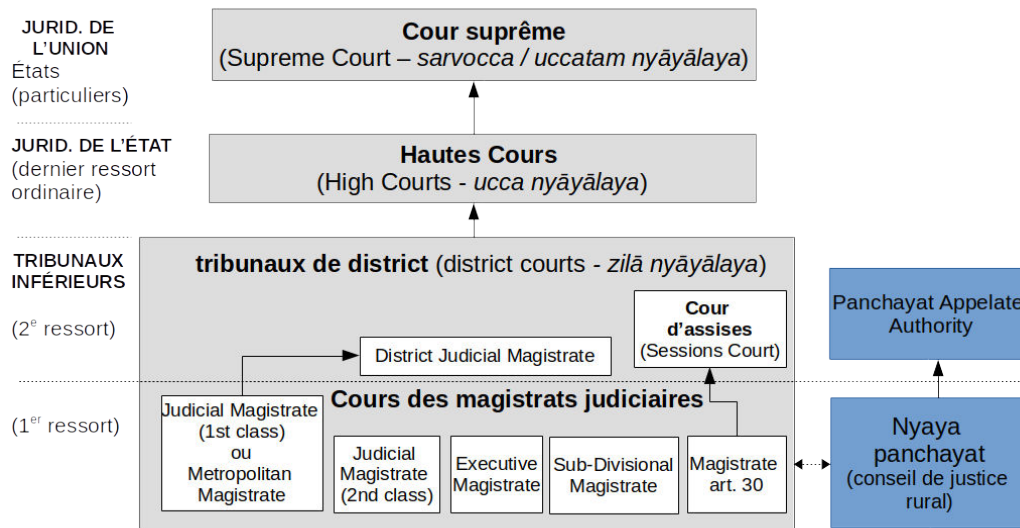 JURID. DE
L'UNION
États
(particuliers)
Cour suprême
(Supreme Court – sarvocca / uccatam nyāyālaya)
JURID. DE L'ÉTAT
(dernier ressort
ordinaire)
Hautes Cours
(High Courts - ucca nyāyālaya)
TRIBUNAUX
INFÉRIEURS
(2e ressort)
tribunaux de district (district courts - zilā nyāyālaya)
Cour
d'assises
(Sessions Court)
District Judicial Magistrate
Panchayat Appelate
Authority
(1er ressort)
Cours des magistrats judiciaires
Judicial Magistrate
(1st class)
ou
Metropolitan
Magistrate
Judicial
Magistrate
(2nd class)
Executive
Magistrate
Sub-Divisional
Magistrate
Magistrate
art. 30
Nyaya
panchayat
(conseil de justice
rural)